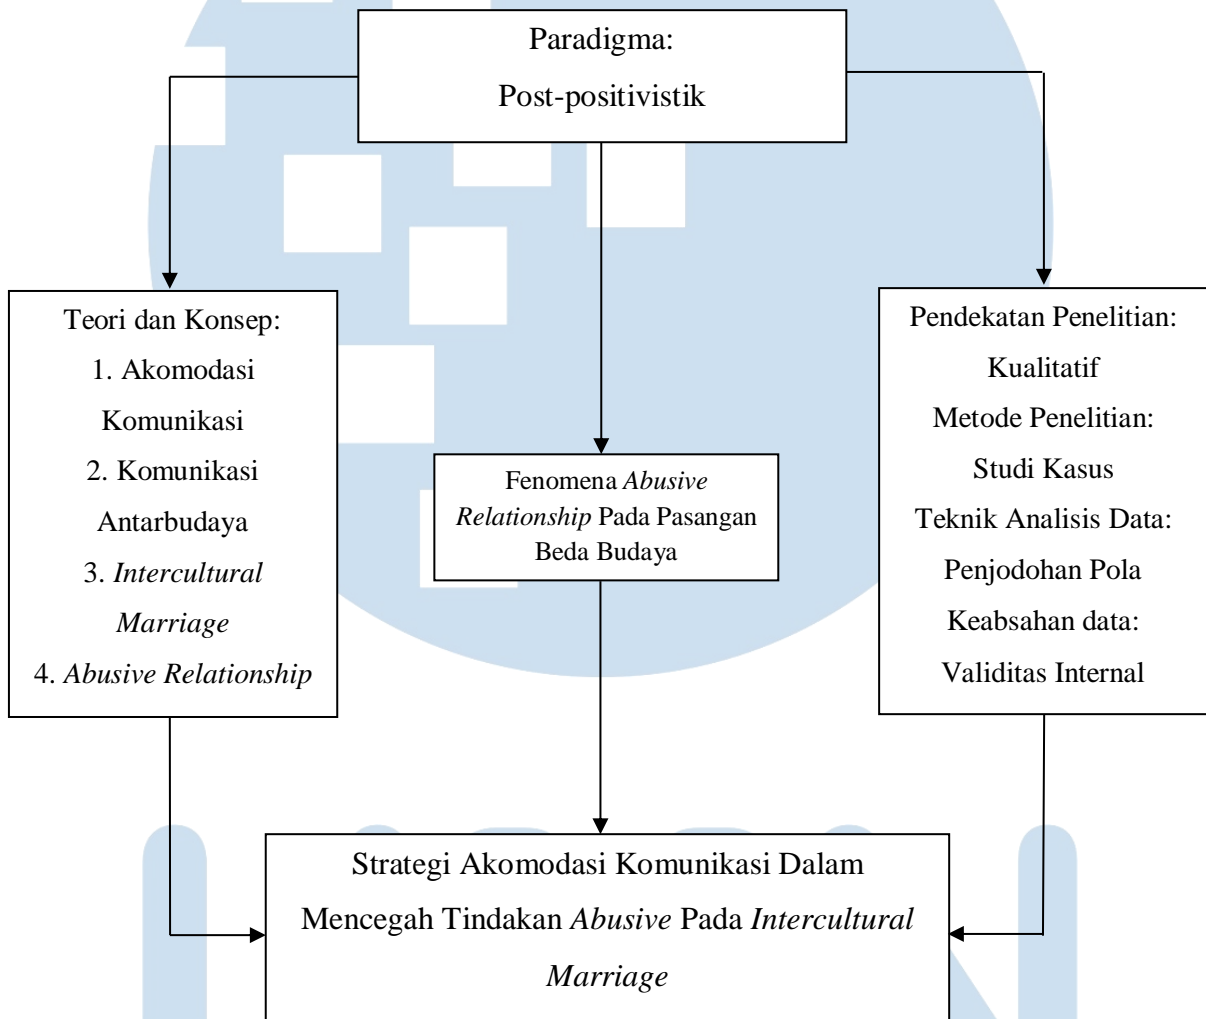 Paradigma:
Post-positivistik
Teori dan Konsep:
1. Akomodasi
Komunikasi
2. Komunikasi
Antarbudaya
3. Intercultural
Marriage
4. Abusive Relationship
Fenomena Abusive
Relationship Pada Pasangan
Beda Budaya
Pendekatan Penelitian:
Kualitatif
Metode Penelitian:
Studi Kasus
Teknik Analisis Data:
Penjodohan Pola
Keabsahan data:
Validitas Internal
Strategi Akomodasi Komunikasi Dalam
Mencegah Tindakan Abusive Pada Intercultural
Marriage